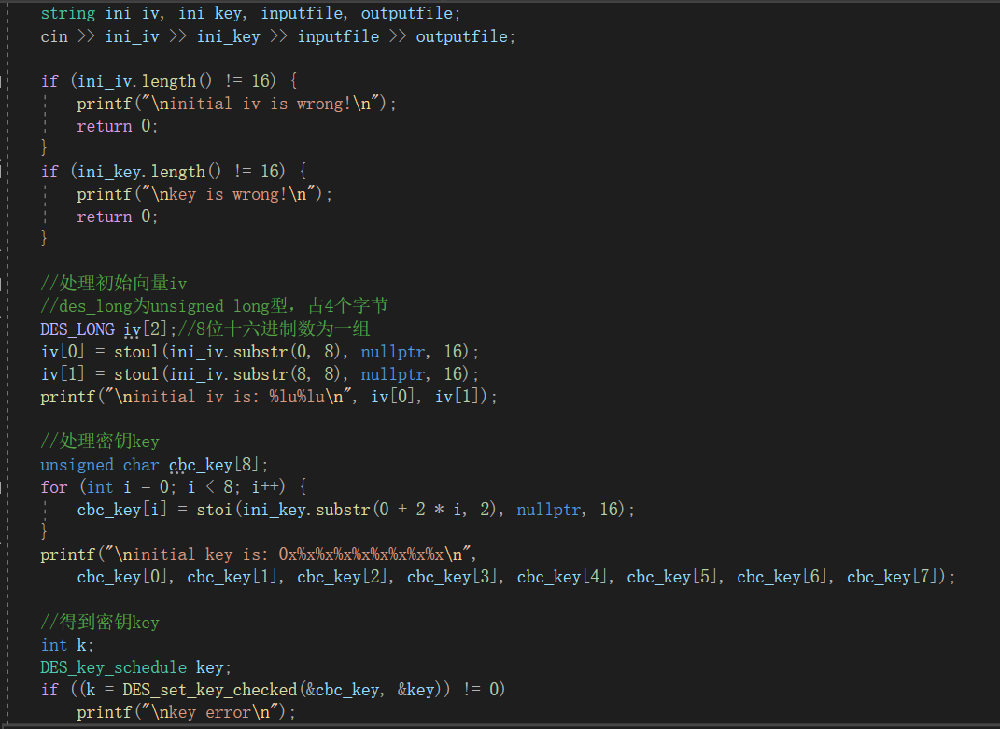 string ini_iv, ini_key, inputfile, outputfile;
cin >> ini_iv >> ini_key >> inputfile >> outputfile;
if (ini_iv.length() != 16) {
printf("\ninitial iv is wrong!\n");
return 0;
}
if (ini_key.length() != 16) {
printf("\nkey is wrong!\n");
return 0;
}
//处理初始向量iv
//des_long为unsigned long型，占4个字节
DES_LONG iv[2];//8位十六进制数为一组
iv[0] = stoul(ini_iv.substr(0, 8), nullptr, 16);
iv[1] = stoul(ini_iv.substr(8, 8), nullptr, 16);
printf("\ninitial iv is: %lu%lu\n", iv[0], iv[1]);
//处理密钥key
unsigned char cbc_key[8];
for (int i = 0; i < 8; i++) {
cbc_key[i] = stoi(ini_key.substr(0 + 2 * i, 2), nullptr, 16);
}
printf("\ninitial key is: 0x%x%x%x%x%x%x%x%x\n",
cbc_key[0], cbc_key[1], cbc_key[2], cbc_key[3], cbc_key[4], cbc_key[5], cbc_key[6], cbc_key[7]);
//得到密钥key
int k;
DES_key_schedule key;
if ((k = DES_set_key_checked(&cbc_key, &key)) != 0)
printf("\nkey error\n");